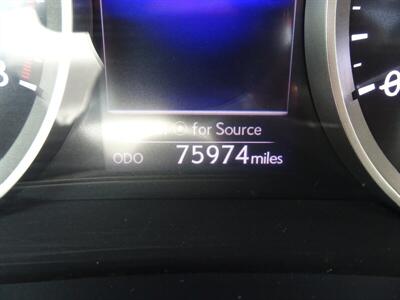 for Source
ODO 75974 miles